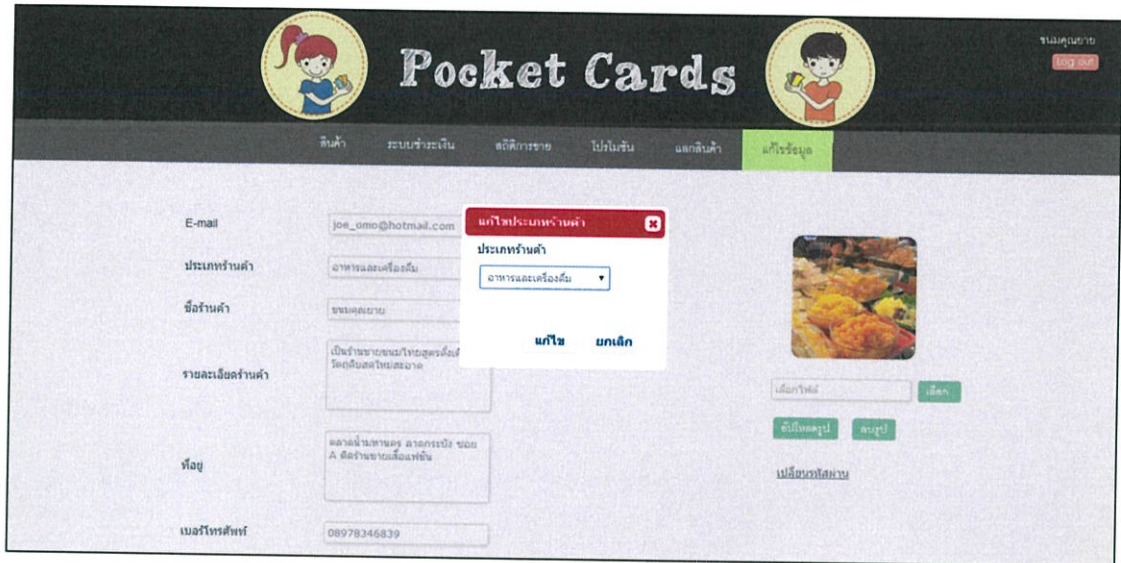 Pocket Cards
ขนมคุณยาย
Log out
สินค้า ระบบชำระเงิน สถิติการขาย โปรโมชั่น แลกสินค้า แก้ไขข้อมูล
E-mail
joe_omo@hotmail.com
ประเภทร้านค้า
อาหารและเครื่องดื่ม
ชื่อร้านค้า
ขนมคุณยาย
รายละเอียดร้านค้า
เป็นร้านขายขนมไทยสูตรดั้งเดิ
วัตถุดิบสดใหม่สะอาด
ที่อยู่
ตลาดน้ำมหานคร ลาดกระบัง ซอย
A ติดร้านขายเสื้อแฟชั่น
เบอร์โทรศัพท์
08978346839
แก้ไขประเภทร้านค้า
ประเภทร้านค้า
อาหารและเครื่องดื่ม
แก้ไข ยกเลิก
เลือกไฟล์ เลือก
อัปโหลดรูป ลบรูป
เปลี่ยนรหัสผ่าน